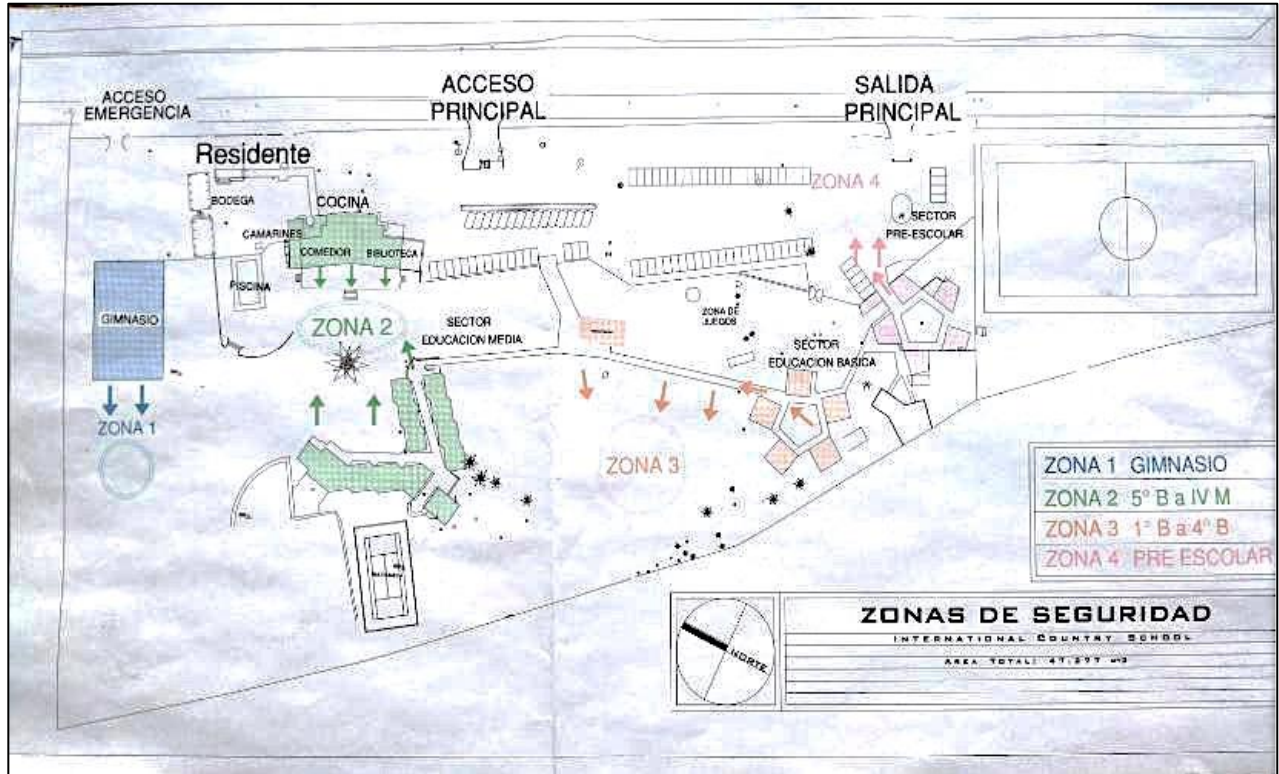 ACCESO
EMERGENCIA
ACCESO
PRINCIPAL
SALIDA
PRINCIPAL
Residente
BODEGA
COCINA
CAMARINES
COMEDOR
BIBLIOTECA
PISCINA
GIMNASIO
ZONA 1
ZONA 2
SECTOR
EDUCACION MEDIA
ZONA 4
SECTOR
PRE-ESCOLAR
ZONA DE
JUEGOS
SECTOR
EDUCACION BASICA
ZONA 3
ZONA 1 GIMNASIO
ZONA 2 5° B a IV M
ZONA 3 1° B a 4° B
ZONA 4 PRE ESCOLAR
NORTE
ZONAS DE SEGURIDAD
INTERNATIONAL COUNTRY SCHOOL
AREA TOTAL: